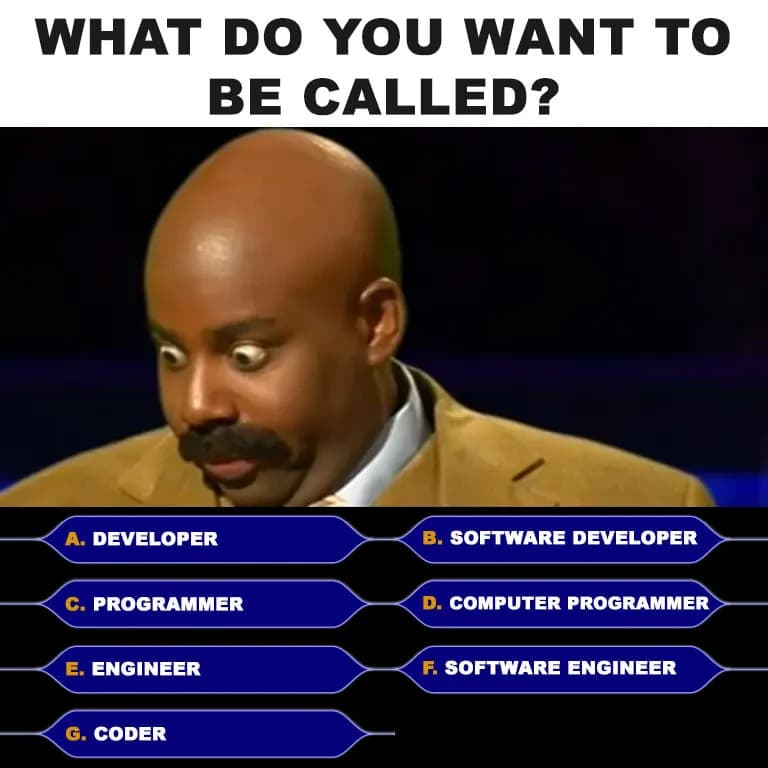 WHAT DO YOU WANT TO
BE CALLED?
A. DEVELOPER
B. SOFTWARE DEVELOPER
C. PROGRAMMER
D. COMPUTER PROGRAMMER
E. ENGINEER
F. SOFTWARE ENGINEER
G. CODER